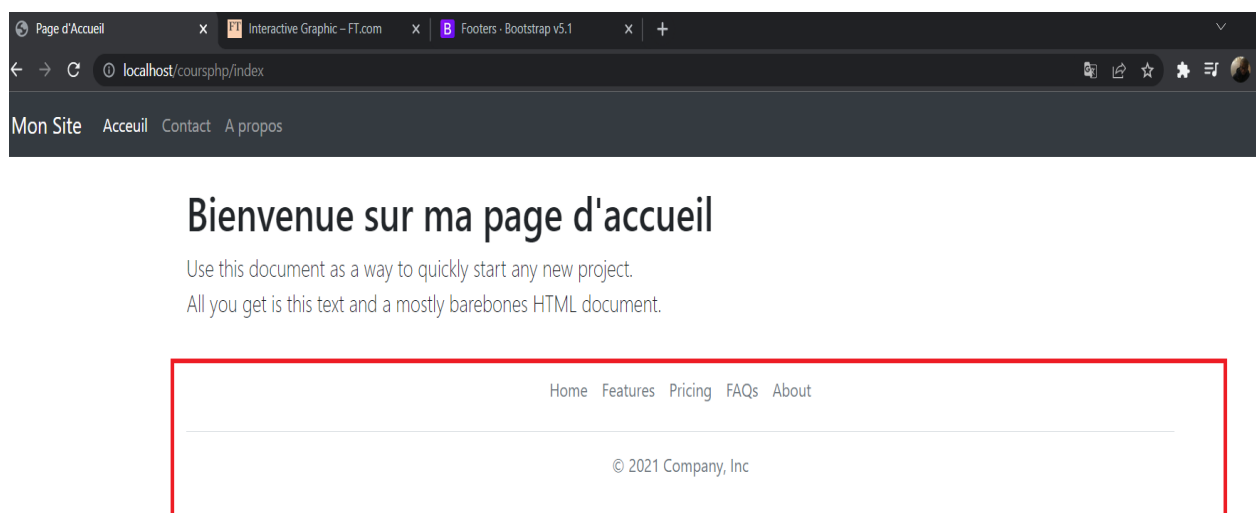 Page d'Accueil
FT Interactive Graphic – FT.com
B Footers · Bootstrap v5.1
localhost/coursphp/index
Mon Site Acceuil Contact A propos
Bienvenue sur ma page d'accueil
Use this document as a way to quickly start any new project.
All you get is this text and a mostly barebones HTML document.
Home Features Pricing FAQs About
© 2021 Company, Inc